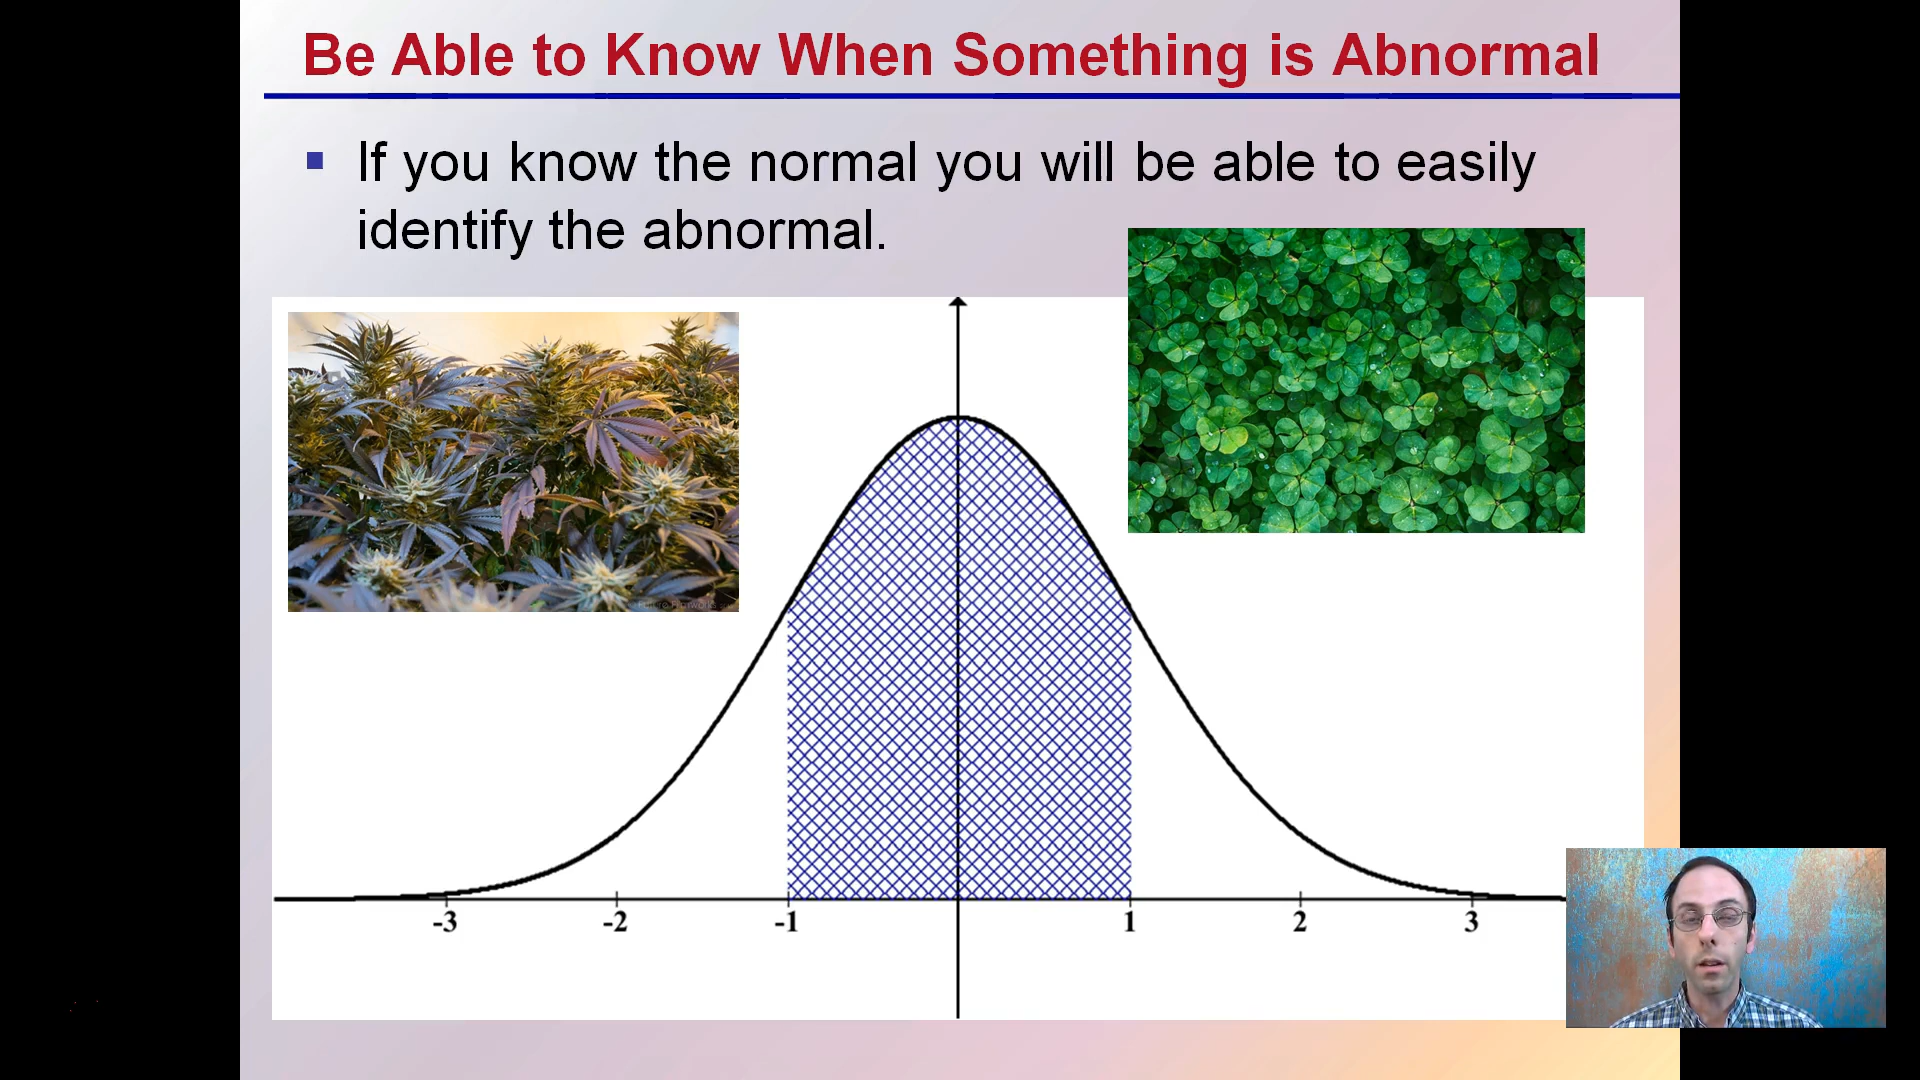 Be Able to Know When Something is Abnormal
If you know the normal you will be able to easily
identify the abnormal.
-3 -2 -1 1 2 3